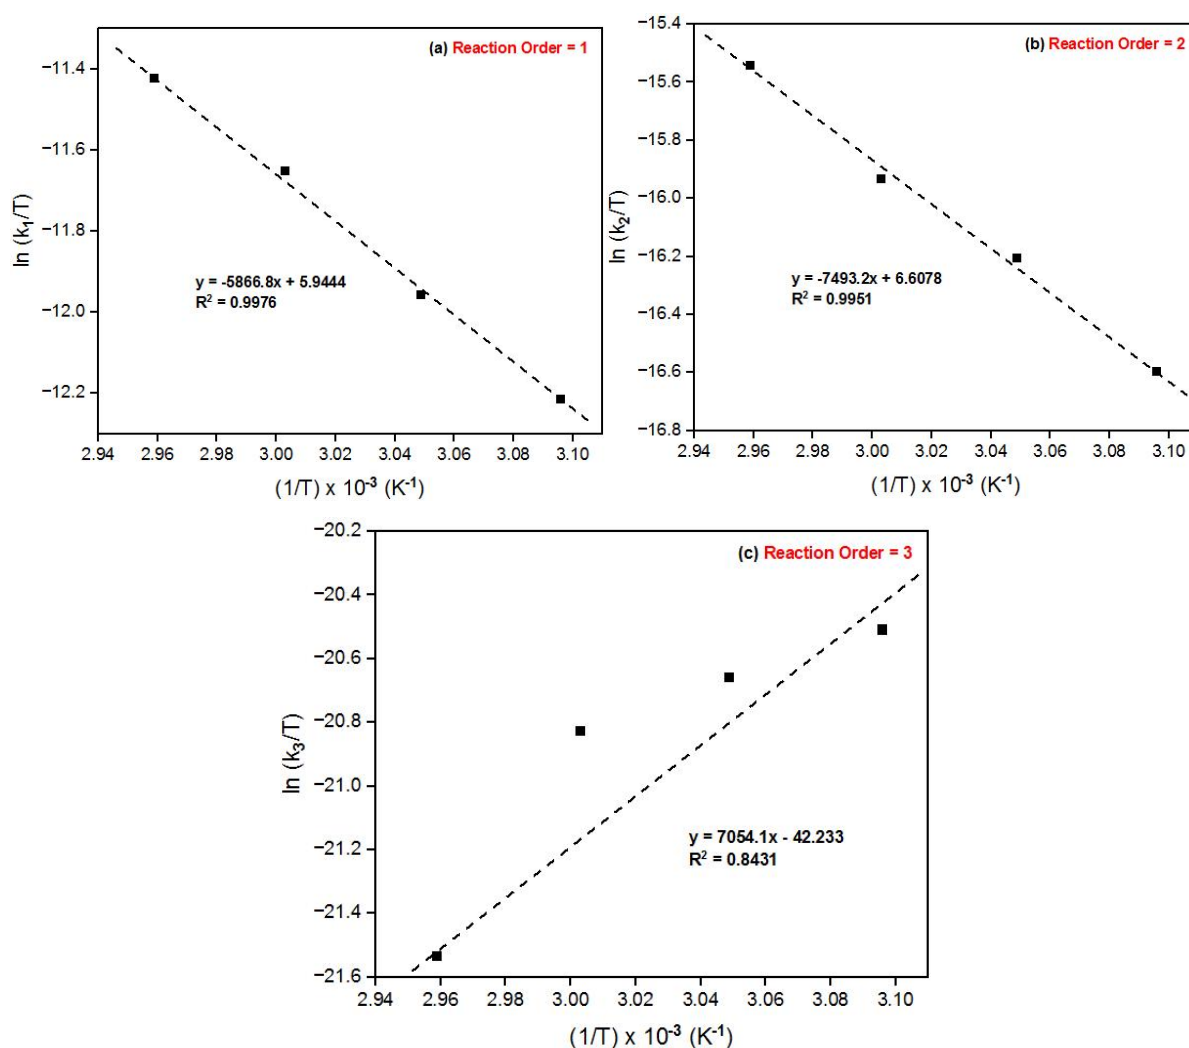 (a) Reaction Order = 1
−11.4
−11.6
−11.8
−12.0
−12.2
ln (k₁/T)
y = -5866.8x + 5.9444
R² = 0.9976
2.94 2.96 2.98 3.00 3.02 3.04 3.06 3.08 3.10
(1/T) x 10⁻³ (K⁻¹)
(b) Reaction Order = 2
−15.4
−15.6
−15.8
−16.0
−16.2
−16.4
−16.6
−16.8
ln (k₂/T)
y = -7493.2x + 6.6078
R² = 0.9951
2.94 2.96 2.98 3.00 3.02 3.04 3.06 3.08 3.10
(1/T) x 10⁻³ (K⁻¹)
(c) Reaction Order = 3
−20.2
−20.4
−20.6
−20.8
−21.0
−21.2
−21.4
−21.6
ln (k₃/T)
y = 7054.1x - 42.233
R² = 0.8431
2.94 2.96 2.98 3.00 3.02 3.04 3.06 3.08 3.10
(1/T) x 10⁻³ (K⁻¹)